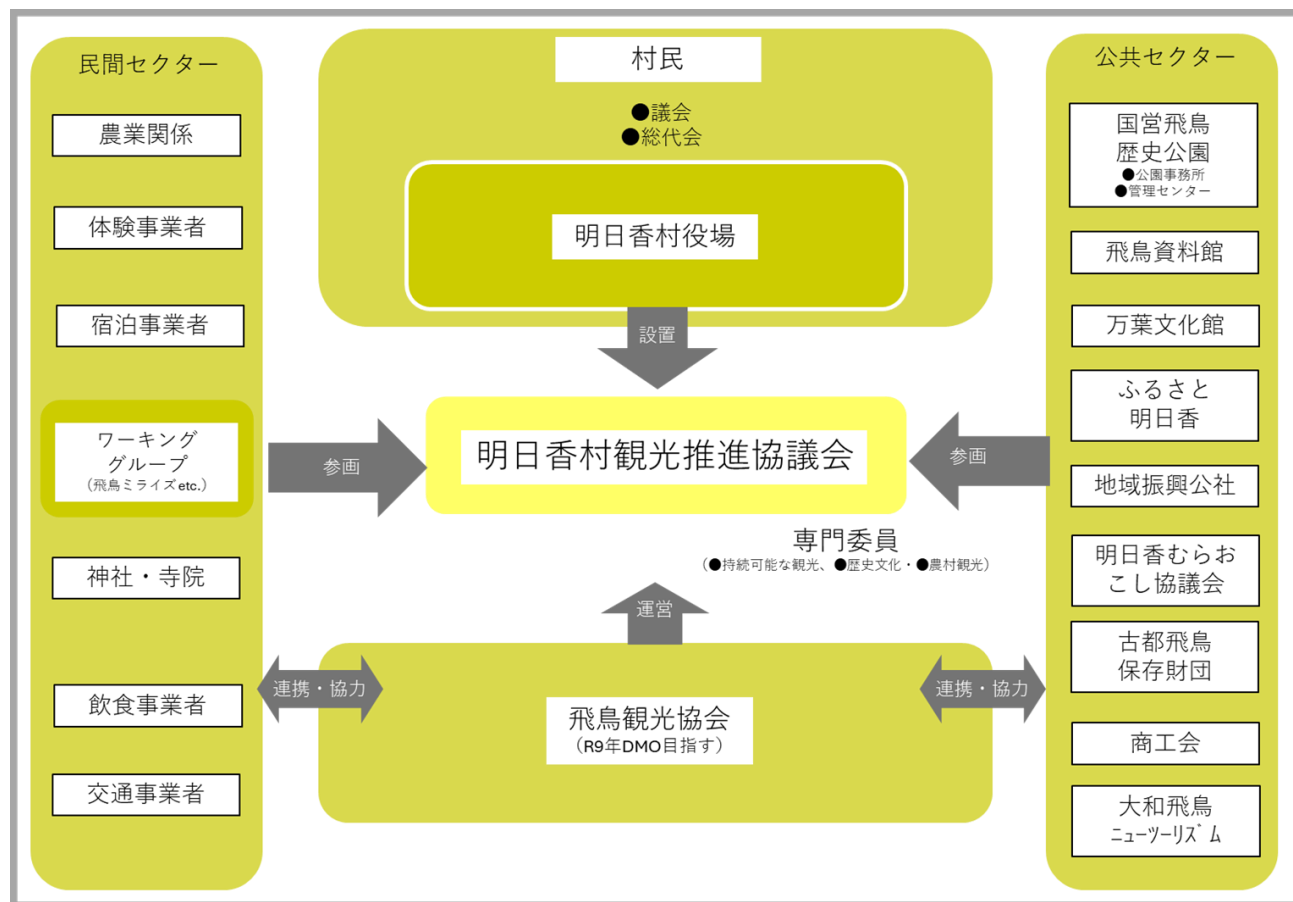 民間セクター
農業関係
体験事業者
宿泊事業者
ワーキング
グループ
（飛鳥ミライズetc.）
神社・寺院
飲食事業者
交通事業者
村民
●議会
●総代会
明日香村役場
設置
参画
明日香村観光推進協議会
参画
専門委員
（●持続可能な観光、●歴史文化・●農村観光）
運営
連携・協力
飛鳥観光協会
（R9年DMO目指す）
連携・協力
公共セクター
国営飛鳥
歴史公園
●公園事務所
●管理センター
飛鳥資料館
万葉文化館
ふるさと
明日香
地域振興公社
明日香むらお
こし協議会
古都飛鳥
保存財団
商工会
大和飛鳥
ﾆｭｰﾂｰﾘｽﾞﾑ